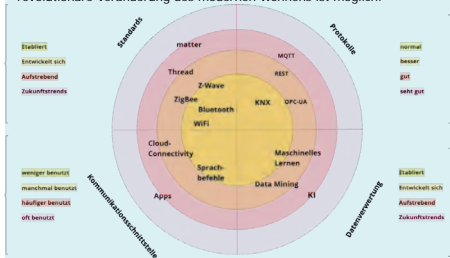 revolutionäre Veränderung des modernen Wohnens ist möglich.
Standards
Protokolle
Etabliert
Entwickelt sich
Aufstrebend
Zukunftstrends
normal
besser
gut
seht gut
matter
MQTT
Thread
REST
Z-Wave
ZigBee
KNX
OPC-UA
Bluetooth
WiFi
Cloud-
Connectivity
Maschinelles
Lernen
Sprach-
befehle
Data Mining
Apps
KI
weniger benutzt
manchmal benutzt
häufiger benutzt
oft benutzt
Etabliert
Entwickelt sich
Aufstrebend
Zukunftstrends
Kommunikationsschnittstelle
Datenverwertung